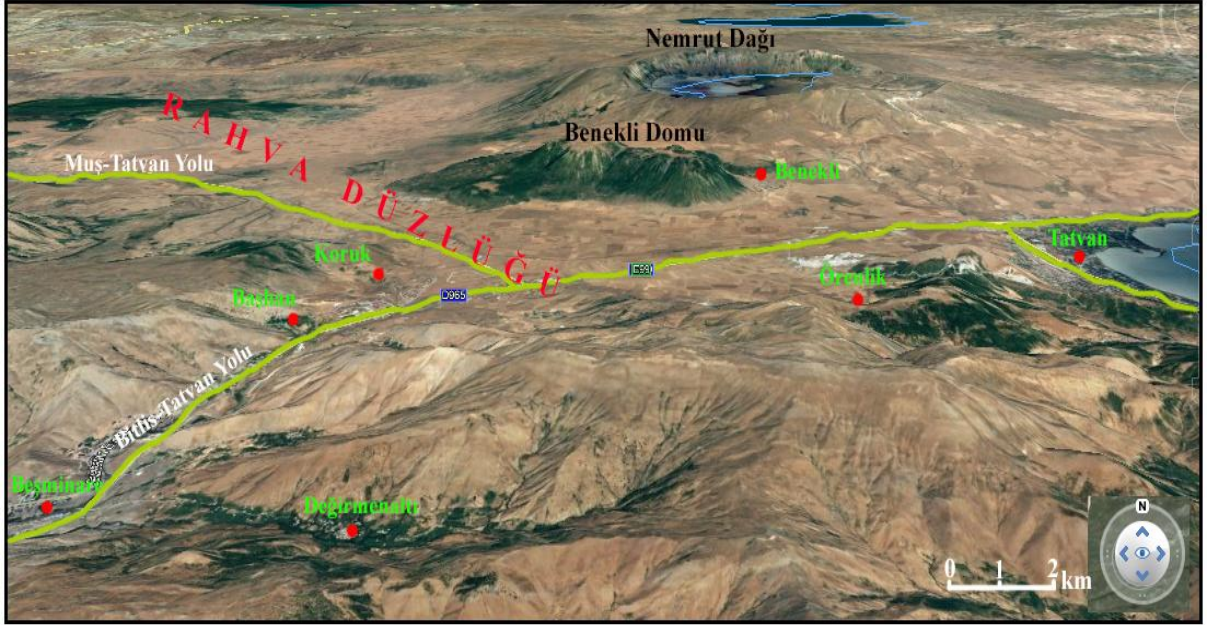 Nemrut Dağı
Benekli Domu
RAHVA DÜZLÜĞÜ
Muş-Tatvan Yolu
Benekli
Koruk
Tatvan
Örenlik
Başhan
D965
Bitlis-Tatvan Yolu
Beşminare
Değirmenaltı
N
0 1 2 km